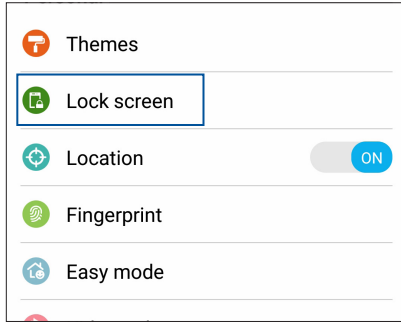 Themes
Lock screen
Location
ON
Fingerprint
Easy mode